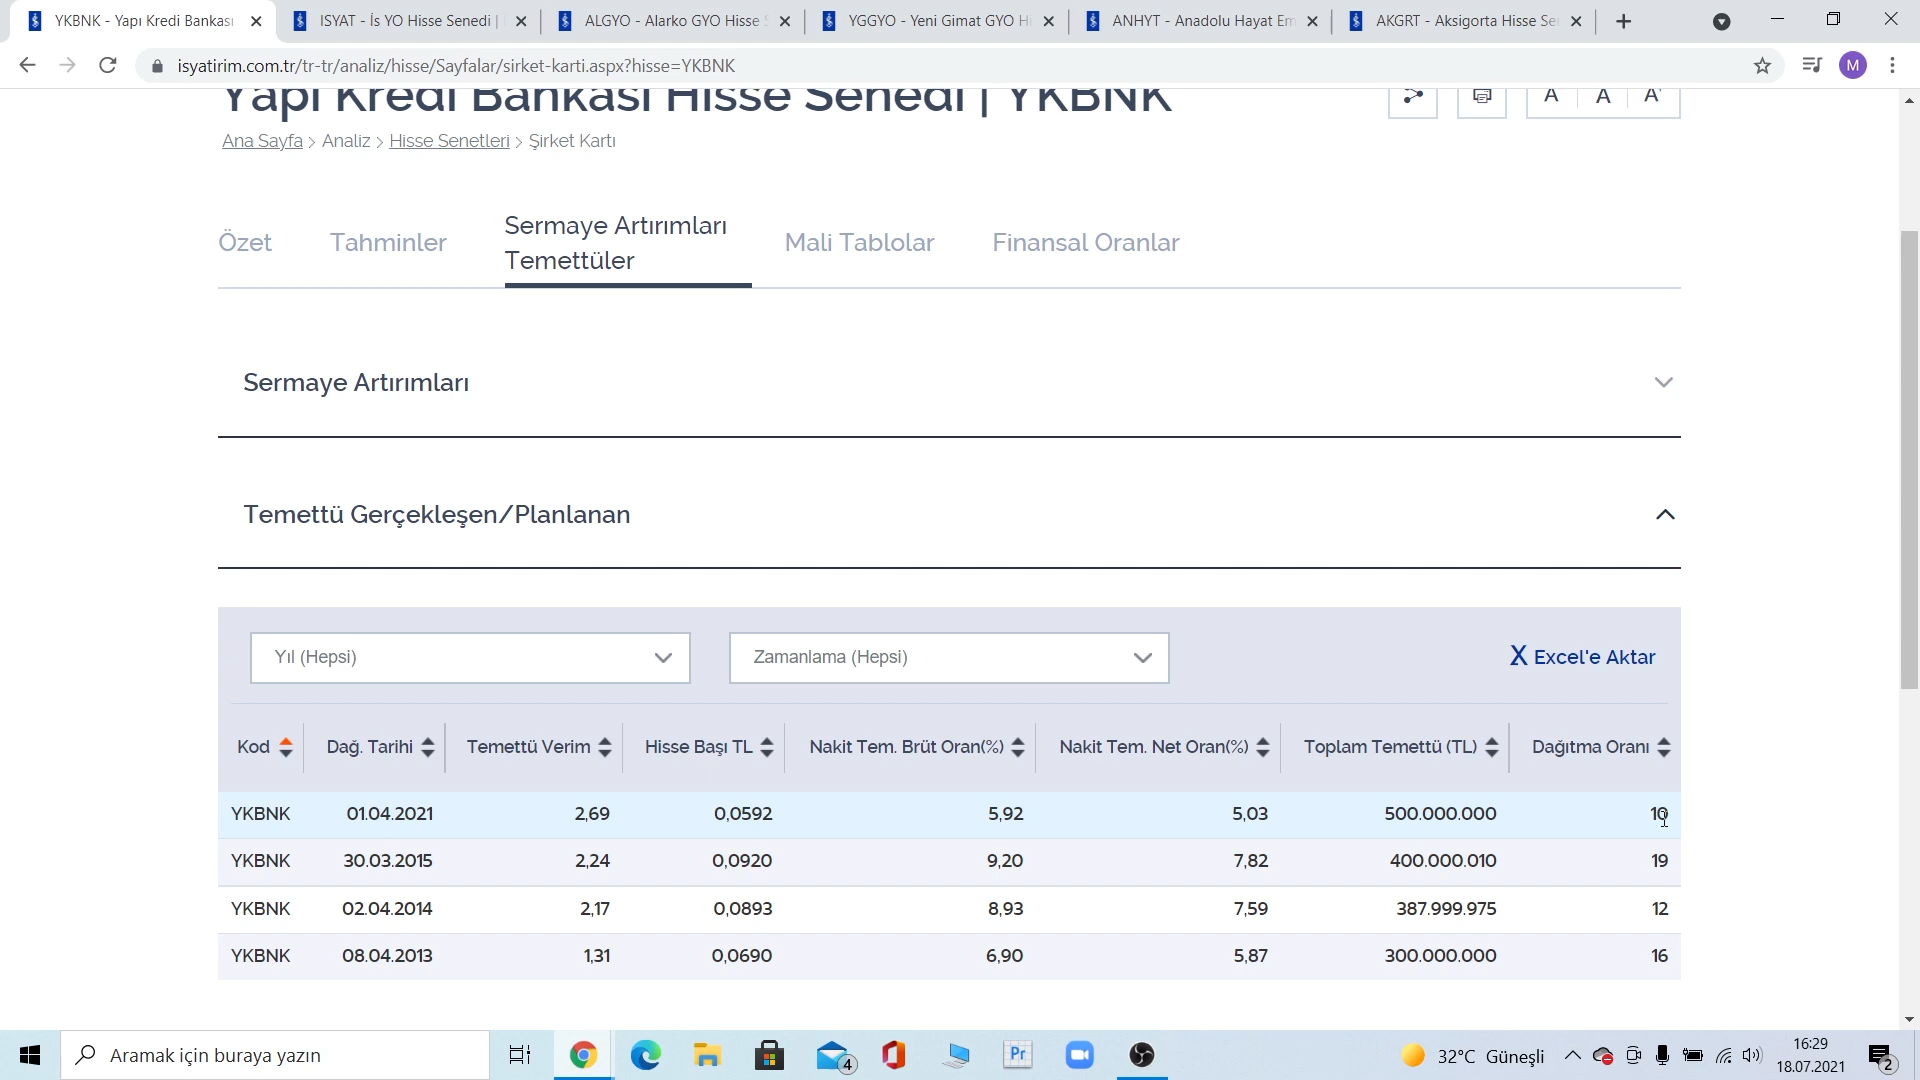 YKBNK - Yapı Kredi Bankası
ISYAT - İs YO Hisse Senedi |
ALGYO - Alarko GYO Hisse S
YGGYO - Yeni Gimat GYO Hi
ANHYT - Anadolu Hayat Em
AKGRT - Aksigorta Hisse Se
isyatirim.com.tr/tr-tr/analiz/hisse/Sayfalar/sirket-karti.aspx?hisse=YKBNK
M
Yapı Kredi Bankası Hisse Senedi | YKBNK
A A A
Ana Sayfa > Analiz > Hisse Senetleri > Şirket Kartı
Özet
Tahminler
Sermaye Artırımları
Temettüler
Mali Tablolar
Finansal Oranlar
Sermaye Artırımları
Temettü Gerçekleşen/Planlanan
Yıl (Hepsi)
Zamanlama (Hepsi)
X Excel'e Aktar
Kod Dağ. Tarihi Temettü Verim Hisse Başı TL Nakit Tem. Brüt Oran(%) Nakit Tem. Net Oran(%) Toplam Temettü (TL) Dağıtma Oranı
YKBNK 01.04.2021 2,69 0,0592 5,92 5,03 500.000.000 10
YKBNK 30.03.2015 2,24 0,0920 9,20 7,82 400.000.010 19
YKBNK 02.04.2014 2,17 0,0893 8,93 7,59 387.999.975 12
YKBNK 08.04.2013 1,31 0,0690 6,90 5,87 300.000.000 16
Aramak için buraya yazın
4
Pr
32°C Güneşli
16:29
18.07.2021
2